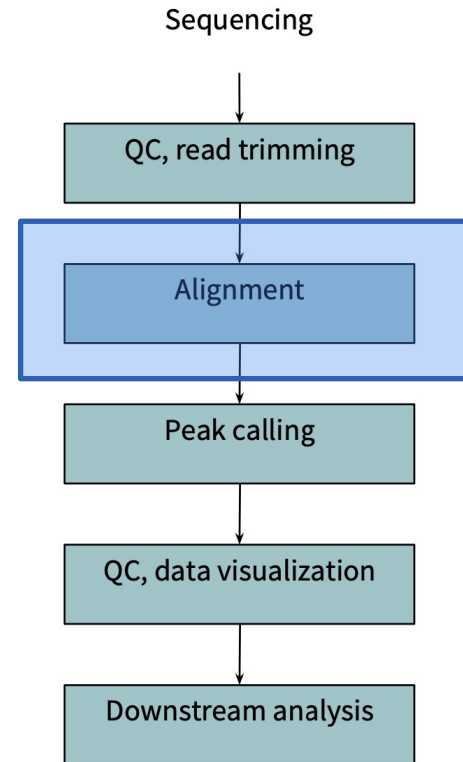 Sequencing
QC, read trimming
Alignment
Peak calling
QC, data visualization
Downstream analysis